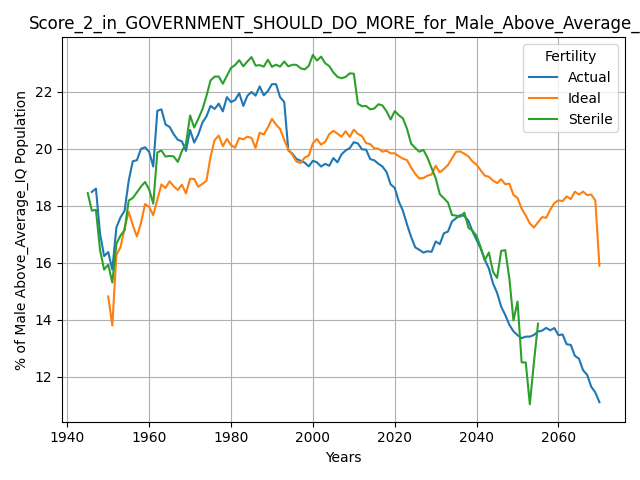 Score_2_in_GOVERNMENT_SHOULD_DO_MORE_for_Male_Above_Average_
Fertility
Actual
Ideal
Sterile
% of Male Above_Average_IQ Population
22
20
18
16
14
12
1940
1960
1980
2000
2020
2040
2060
Years